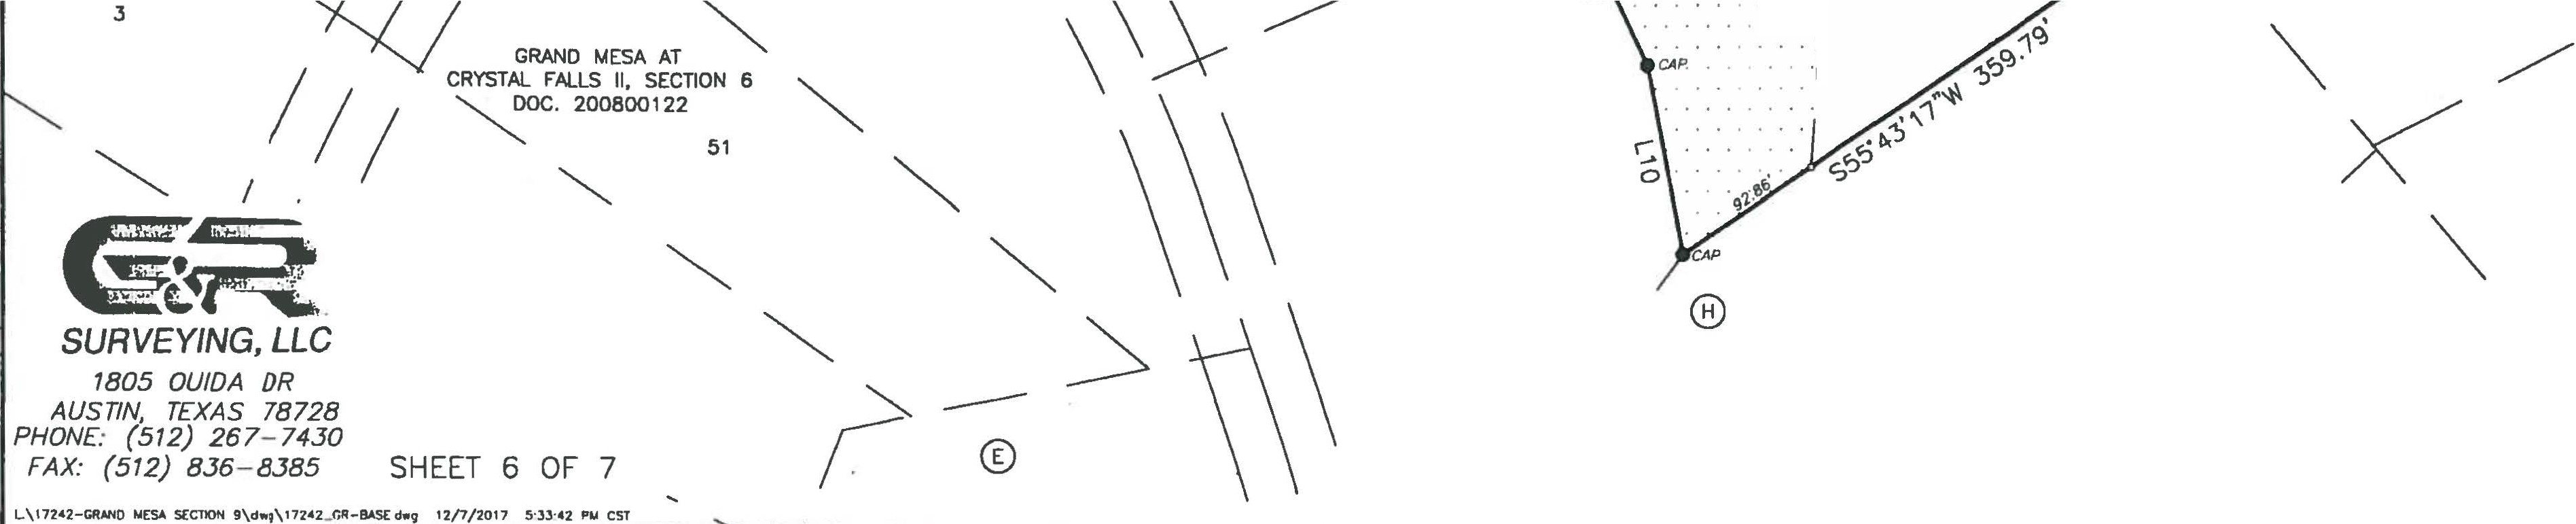 3
GRAND MESA AT
CRYSTAL FALLS II, SECTION 6
DOC. 200800122
51
CAP.
S55°43'17"W 359.79'
L10
92.86'
CAP
H
G&R
SURVEYING, LLC
1805 OUIDA DR
AUSTIN, TEXAS 78728
PHONE: (512) 267-7430
FAX: (512) 836-8385
SHEET 6 OF 7
E
L:\17242-GRAND MESA SECTION 9\dwg\17242_GR-BASE.dwg 12/7/2017 5:33:42 PM CST